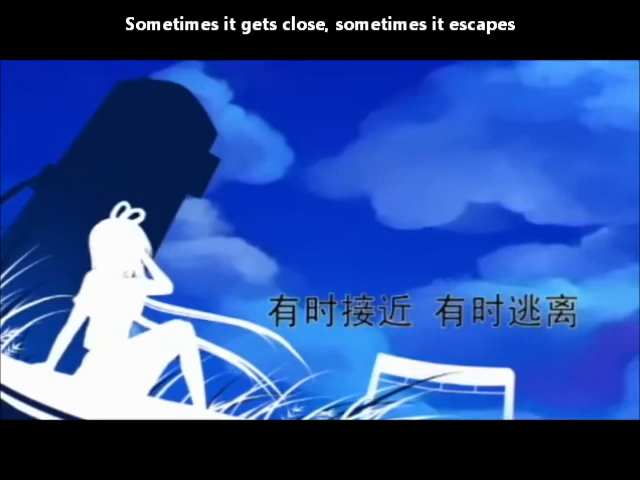 Sometimes it gets close, sometimes it escapes
有时接近 有时逃离